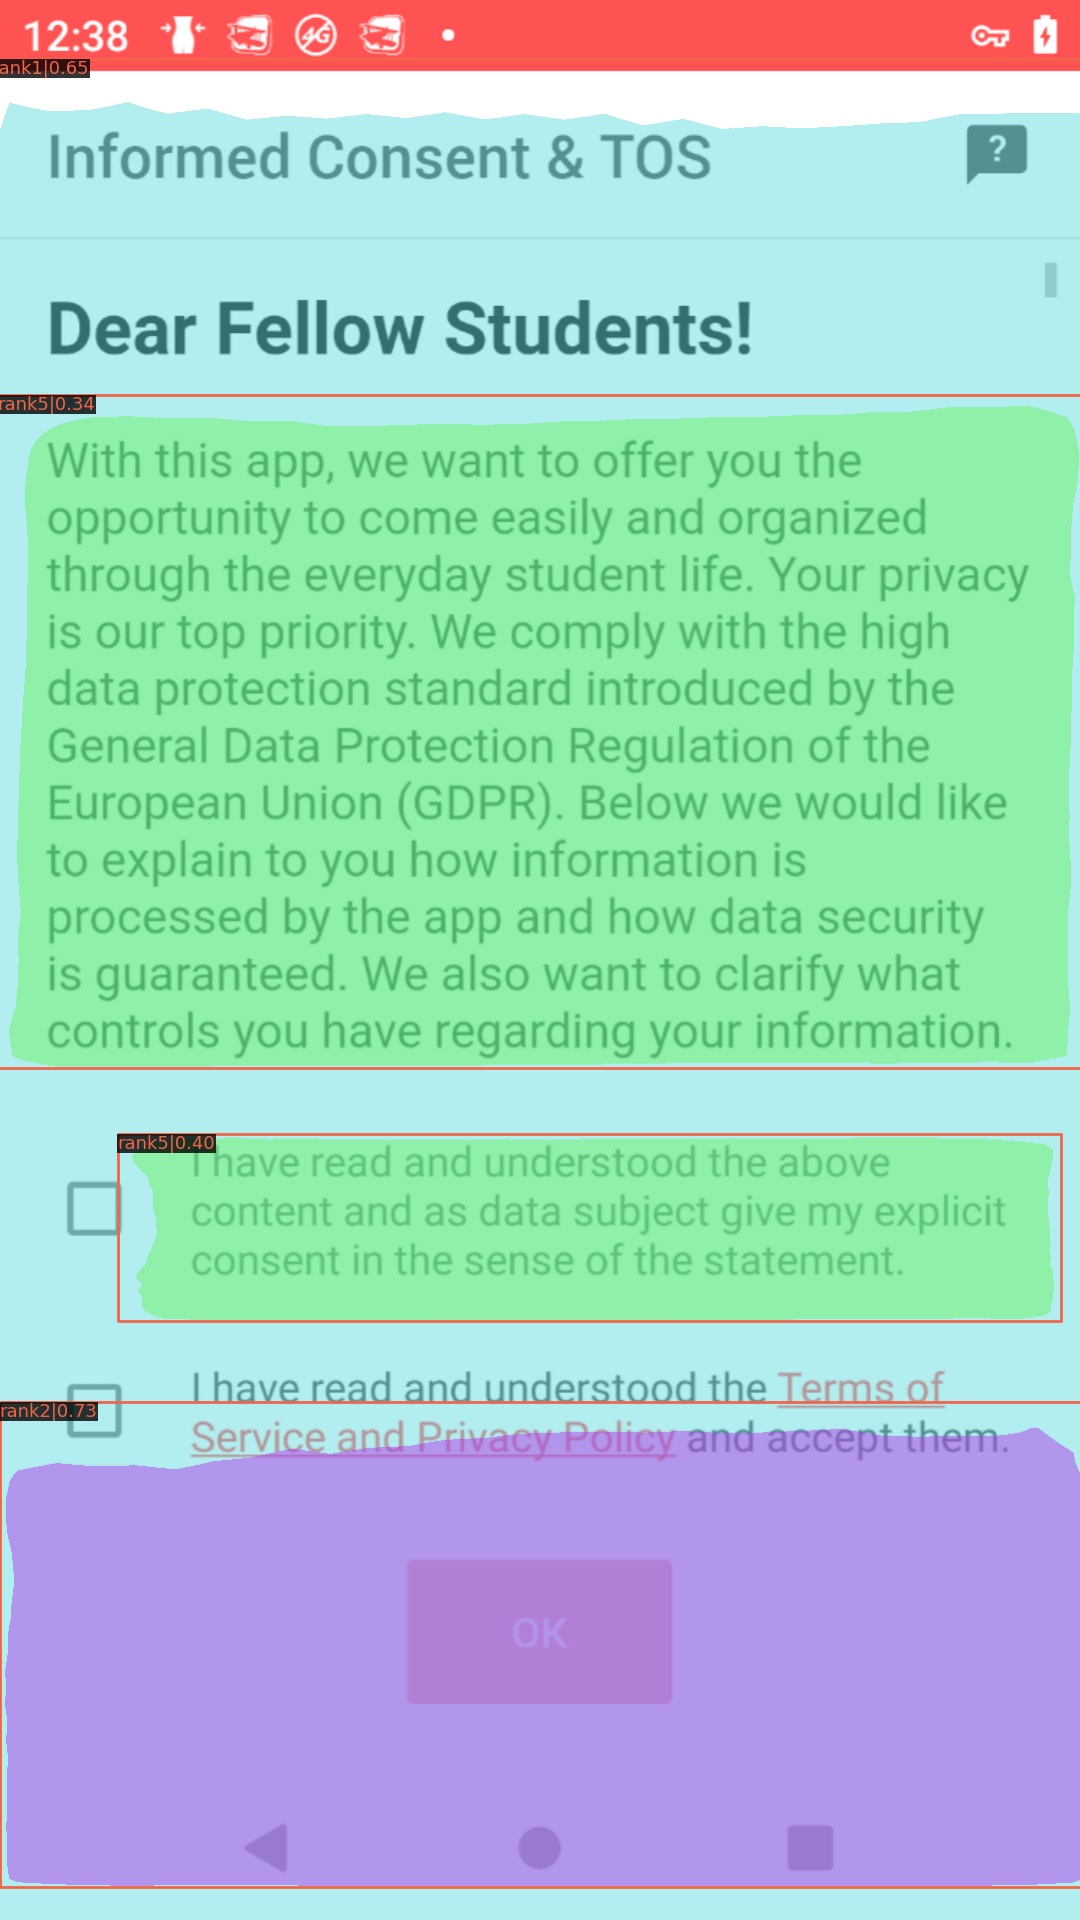 12:38
4G
rank1|0.65
Informed Consent & TOS
?
Dear Fellow Students!
rank5|0.34
With this app, we want to offer you the
opportunity to come easily and organized
through the everyday student life. Your privacy
is our top priority. We comply with the high
data protection standard introduced by the
General Data Protection Regulation of the
European Union (GDPR). Below we would like
to explain to you how information is
processed by the app and how data security
is guaranteed. We also want to clarify what
controls you have regarding your information.
rank5|0.40
I have read and understood the above
content and as data subject give my explicit
consent in the sense of the statement.
I have read and understood the Terms of
rank2|0.73
Service and Privacy Policy and accept them.
OK